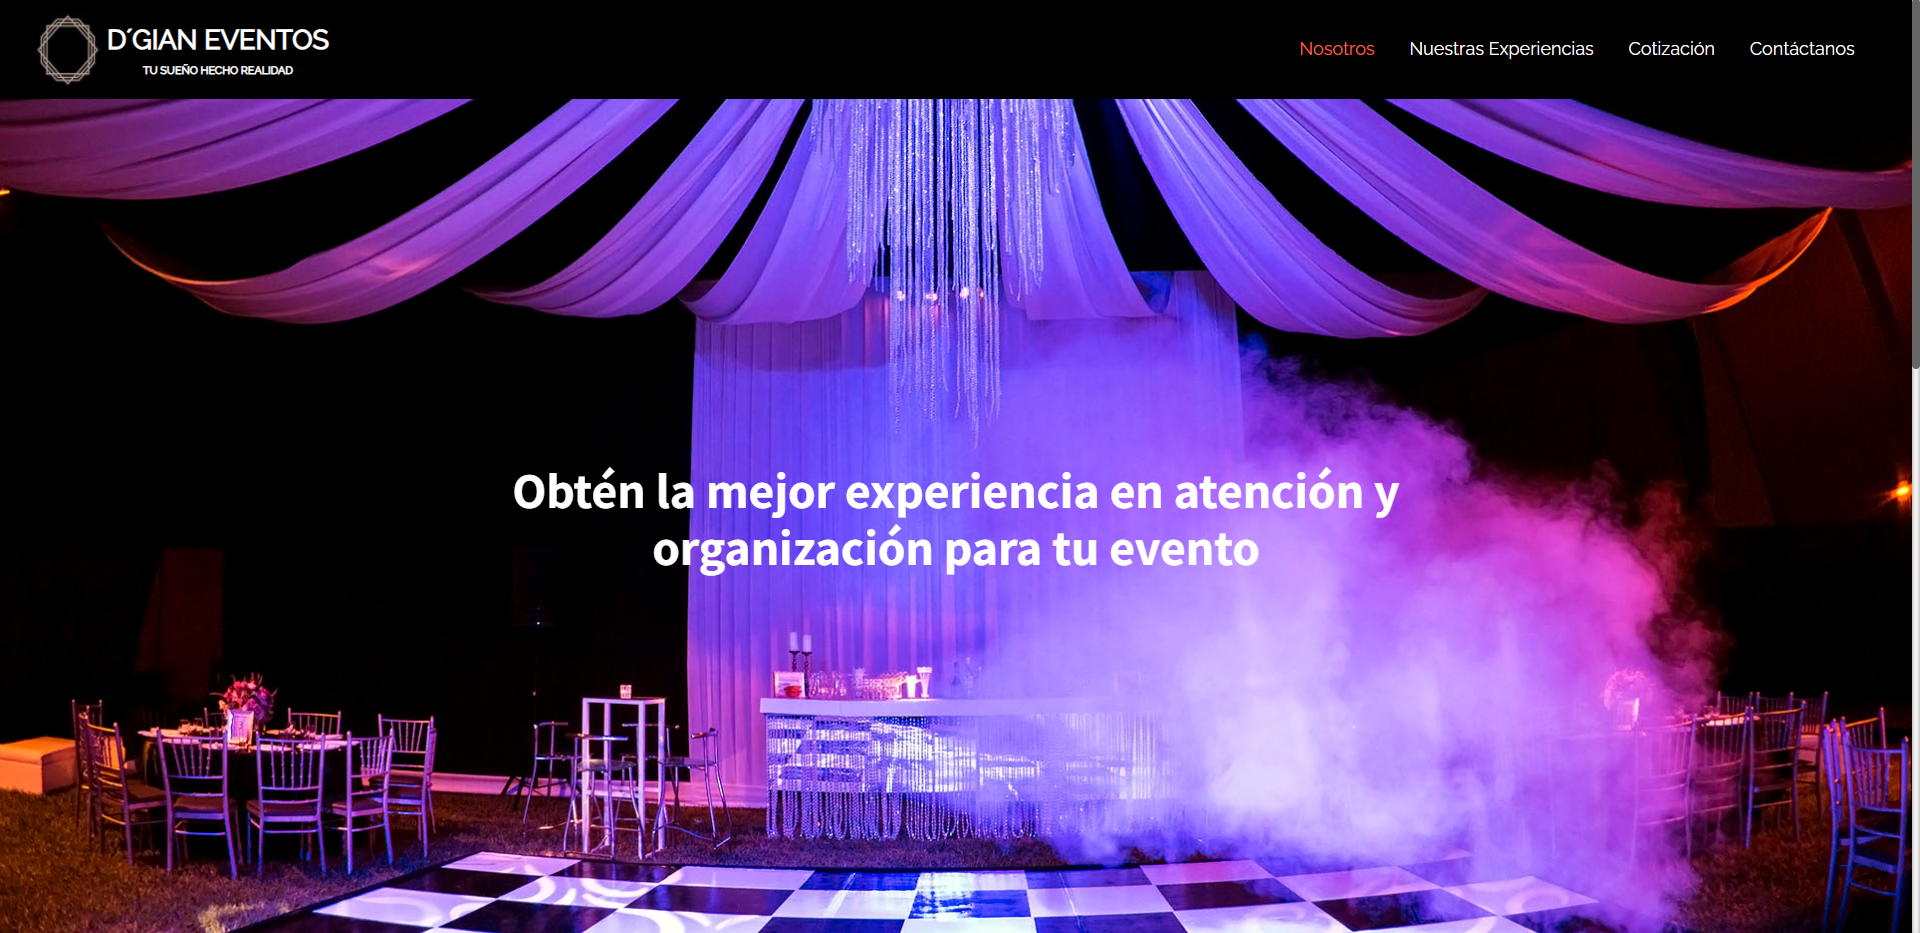 D´GIAN EVENTOS
TU SUEÑO HECHO REALIDAD
Nosotros
Nuestras Experiencias
Cotización
Contáctanos
Obtén la mejor experiencia en atención y
organización para tu evento